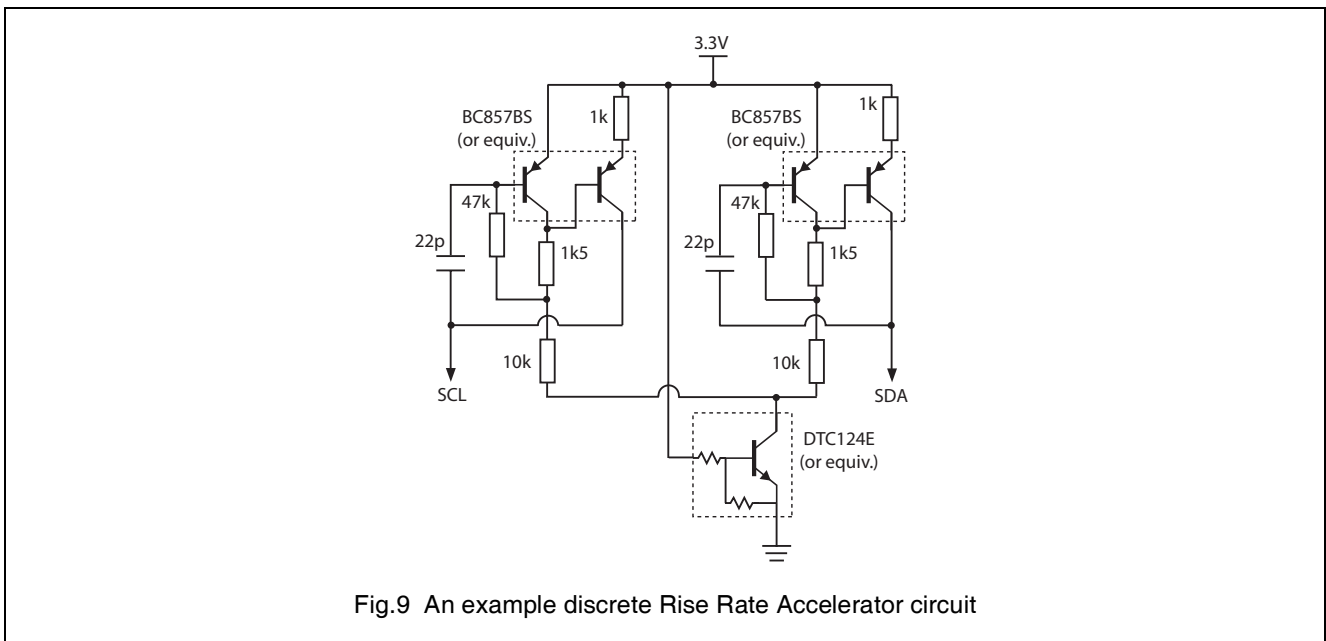 3.3V
BC857BS
(or equiv.)
1k
BC857BS
(or equiv.)
1k
47k
47k
22p
1k5
22p
1k5
10k
10k
SCL
SDA
DTC124E
(or equiv.)
Fig.9 An example discrete Rise Rate Accelerator circuit